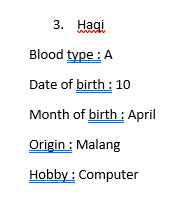 3. Haqi
Blood type : A
Date of birth : 10
Month of birth : April
Origin : Malang
Hobby : Computer